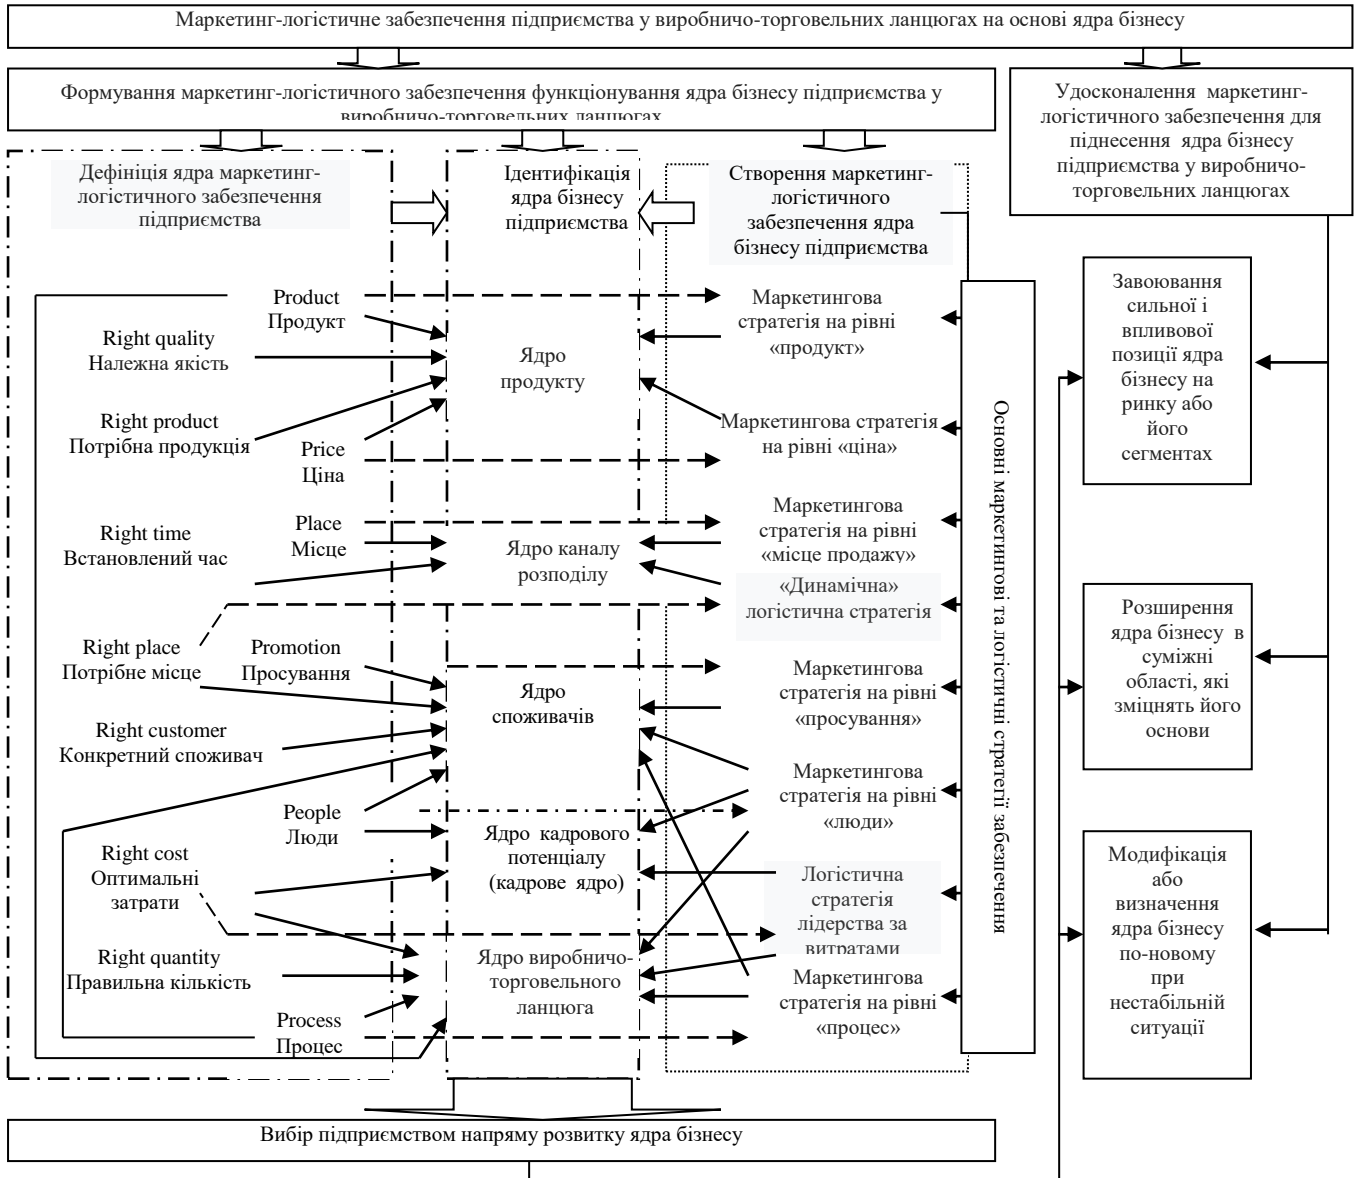 Маркетинг-логістичне забезпечення підприємства у виробничо-торговельних ланцюгах на основі ядра бізнесу
Формування маркетинг-логістичного забезпечення функціонування ядра бізнесу підприємства у
виробничо-торговельних ланцюгах
Удосконалення маркетинг-
логістичного забезпечення для
піднесення ядра бізнесу
підприємства у виробничо-
торговельних ланцюгах
Дефініція ядра маркетинг-
логістичного забезпечення
підприємства
Ідентифікація
ядра бізнесу
підприємства
Створення маркетинг-
логістичного
забезпечення ядра
бізнесу підприємства
Product
Продукт
Right quality
Належна якість
Right product
Потрібна продукція
Price
Ціна
Place
Місце
Right time
Встановлений час
Right place
Потрібне місце
Promotion
Просування
Right customer
Конкретний споживач
People
Люди
Right cost
Оптимальні
затрати
Right quantity
Правильна кількість
Process
Процес
Ядро
продукту
Ядро каналу
розподілу
Ядро
споживачів
Ядро кадрового
потенціалу
(кадрове ядро)
Ядро виробничо-
торговельного
ланцюга
Маркетингова
стратегія на рівні
«продукт»
Маркетингова стратегія
на рівні «ціна»
Маркетингова
стратегія на рівні
«місце продажу»
«Динамічна»
логістична стратегія
Маркетингова
стратегія на рівні
«просування»
Маркетингова
стратегія на рівні
«люди»
Логістична
стратегія
лідерства за
витратами
Маркетингова
стратегія на рівні
«процес»
Основні маркетингові та логістичні стратегії забезпечення
Завоювання
сильної і
впливової
позиції ядра
бізнесу на
ринку або
його
сегментах
Розширення
ядра бізнесу в
суміжні
області, які
зміцнять його
основи
Модифікація
або
визначення
ядра бізнесу
по-новому
при
нестабільній
ситуації
Вибір підприємством напряму розвитку ядра бізнесу